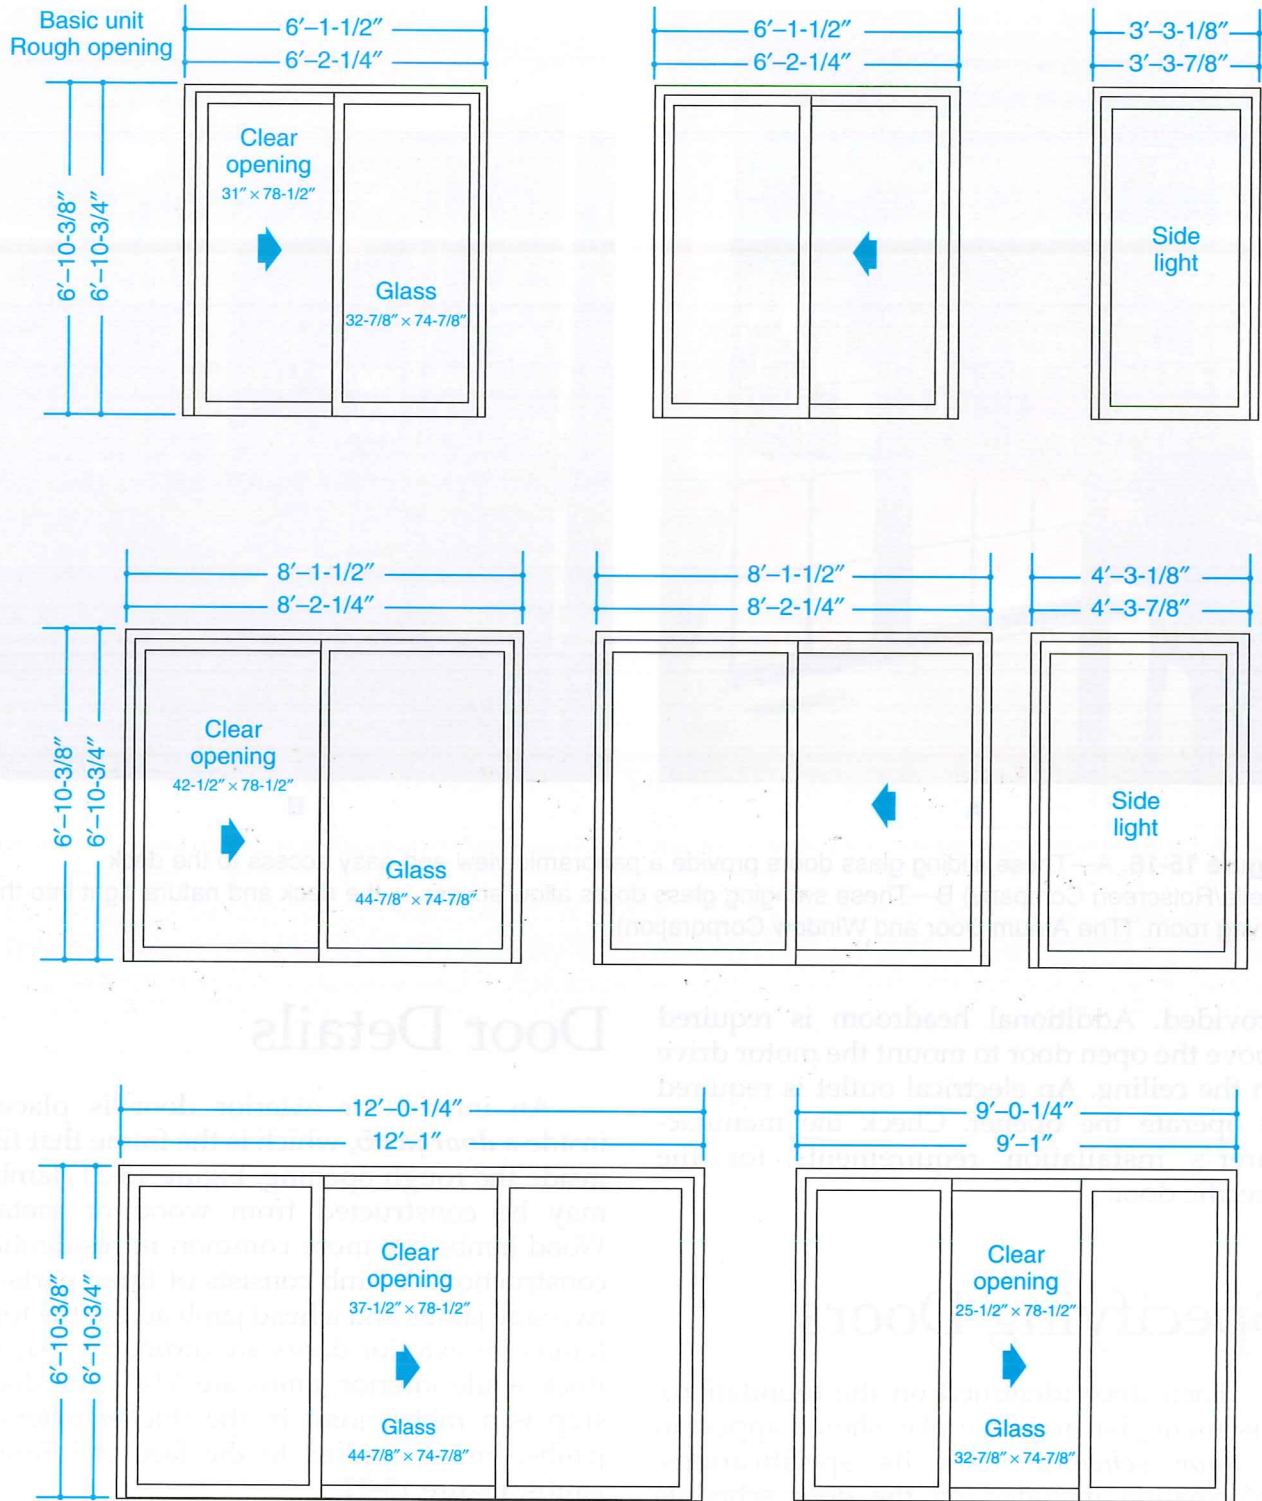 Basic unit
Rough opening
6′–1-1/2″
6′–2-1/4″
6′–10-3/8″
6′–10-3/4″
Clear
opening
31″ × 78-1/2″
Glass
32-7/8″ × 74-7/8″
6′–1-1/2″
6′–2-1/4″
3′–3-1/8″
3′–3-7/8″
Side
light
8′–1-1/2″
8′–2-1/4″
6′–10-3/8″
6′–10-3/4″
Clear
opening
42-1/2″ × 78-1/2″
Glass
44-7/8″ × 74-7/8″
8′–1-1/2″
8′–2-1/4″
4′–3-1/8″
4′–3-7/8″
Side
light
12′–0-1/4″
12′–1″
6′–10-3/8″
6′–10-3/4″
Clear
opening
37-1/2″ × 78-1/2″
Glass
44-7/8″ × 74-7/8″
9′–0-1/4″
9′–1″
Clear
opening
25-1/2″ × 78-1/2″
Glass
32-7/8″ × 74-7/8″